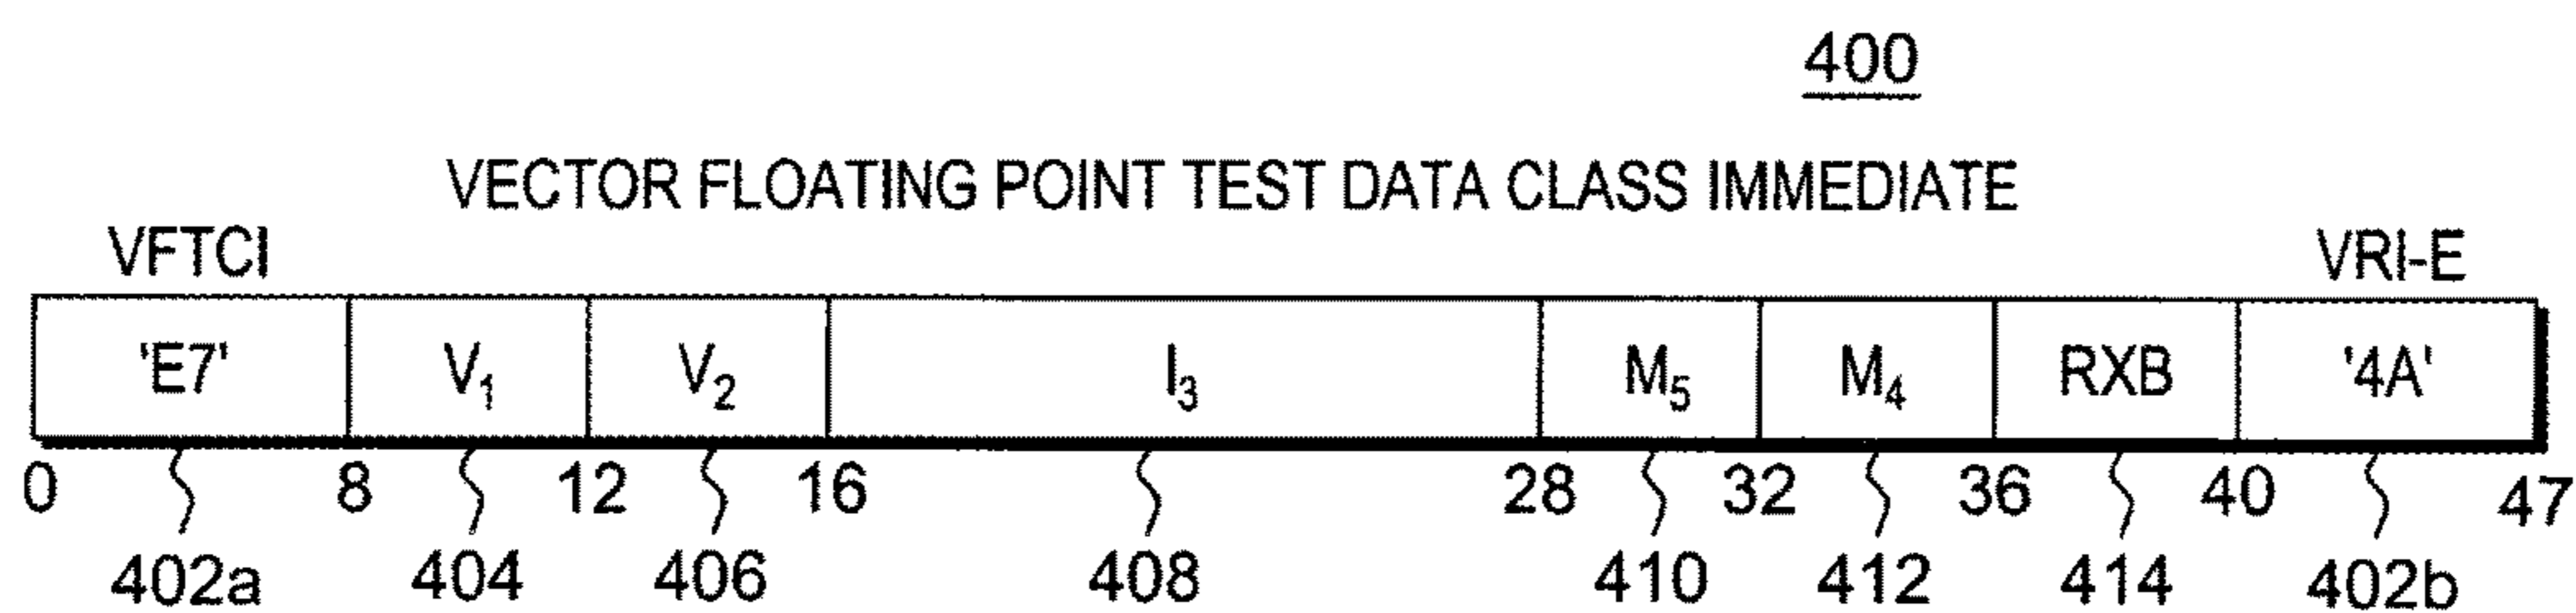 400
VECTOR FLOATING POINT TEST DATA CLASS IMMEDIATE
VFTCI VRI-E
'E7' V₁ V₂ I₃ M₅ M₄ RXB '4A'
0 8 12 16 28 32 36 40 47
402a 404 406 408 410 412 414 402b